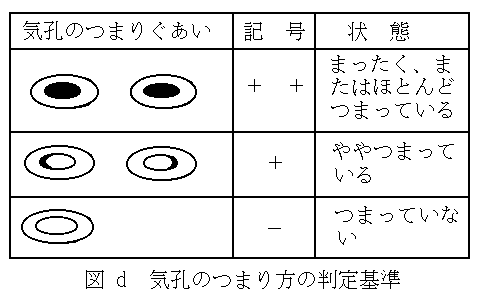 気孔のつまりぐあい 記 号 状 態
+ + まったく、ま
たはほとんど
つまっている
+ ややつまって
いる
− つまっていな
い
図 d 気孔のつまり方の判定基準